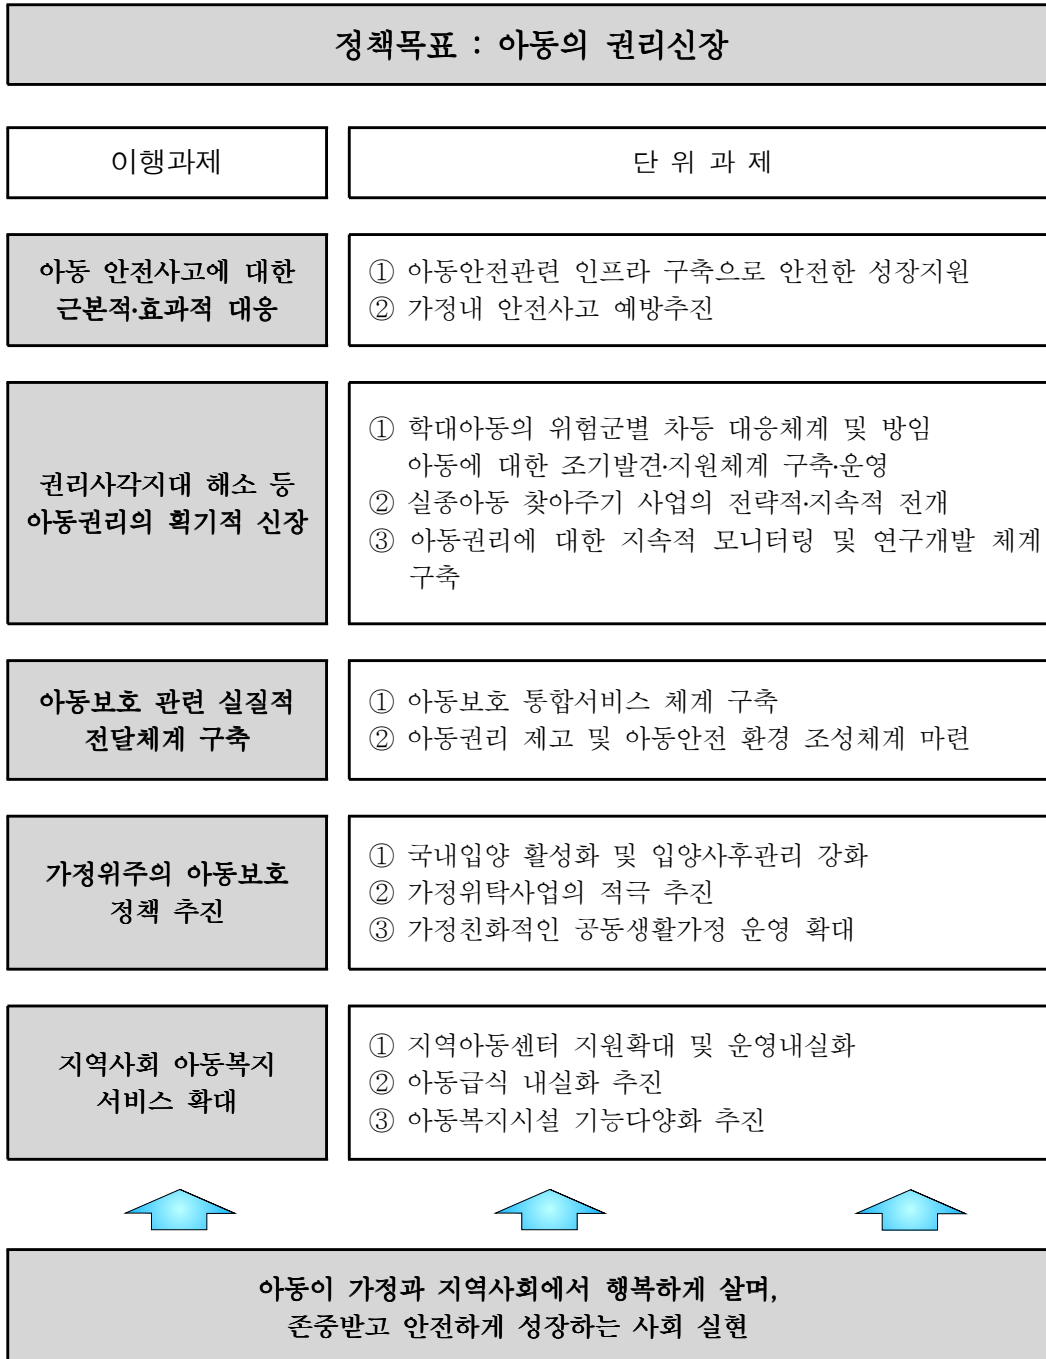 정책목표 : 아동의 권리신장
이행과제
단 위 과 제
아동 안전사고에 대한
근본적·효과적 대응
① 아동안전관련 인프라 구축으로 안전한 성장지원
② 가정내 안전사고 예방추진
권리사각지대 해소 등
아동권리의 획기적 신장
① 학대아동의 위험군별 차등 대응체계 및 방임
아동에 대한 조기발견·지원체계 구축·운영
② 실종아동 찾아주기 사업의 전략적·지속적 전개
③ 아동권리에 대한 지속적 모니터링 및 연구개발 체계
구축
아동보호 관련 실질적
전달체계 구축
① 아동보호 통합서비스 체계 구축
② 아동권리 제고 및 아동안전 환경 조성체계 마련
가정위주의 아동보호
정책 추진
① 국내입양 활성화 및 입양사후관리 강화
② 가정위탁사업의 적극 추진
③ 가정친화적인 공동생활가정 운영 확대
지역사회 아동복지
서비스 확대
① 지역아동센터 지원확대 및 운영내실화
② 아동급식 내실화 추진
③ 아동복지시설 기능다양화 추진
아동이 가정과 지역사회에서 행복하게 살며,
존중받고 안전하게 성장하는 사회 실현